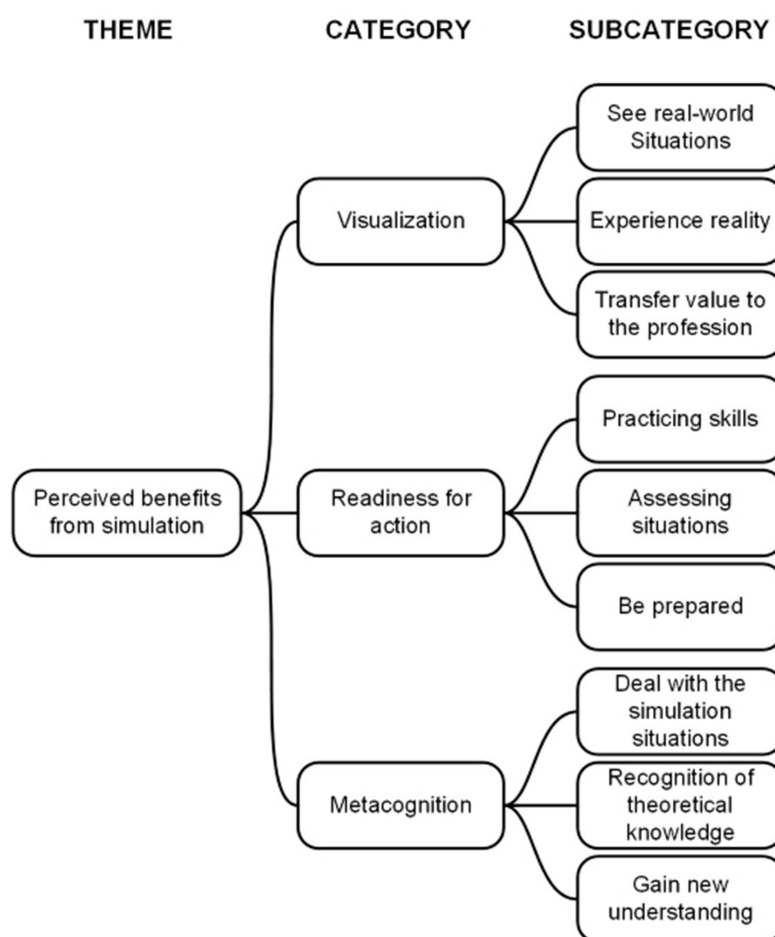 THEME CATEGORY SUBCATEGORY
See real-world
Situations
Visualization
Experience reality
Transfer value to
the profession
Practicing skills
Perceived benefits
from simulation
Readiness for
action
Assessing
situations
Be prepared
Deal with the
simulation
situations
Metacognition
Recognition of
theoretical
knowledge
Gain new
understanding